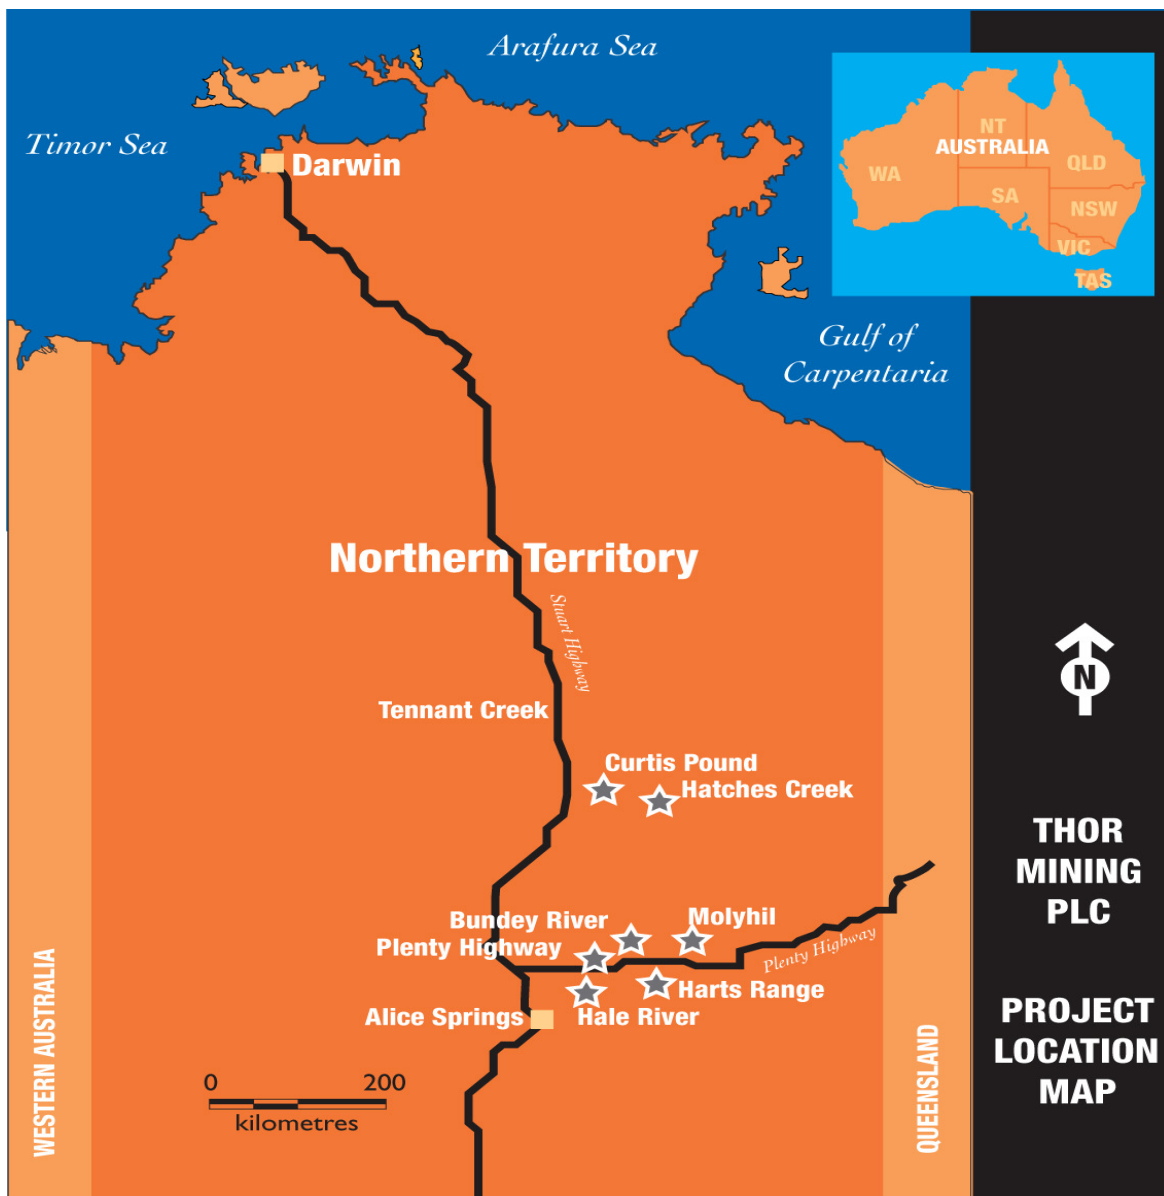 Arafura Sea
Timor Sea
Darwin
NT
AUSTRALIA
WA
QLD
SA
NSW
VIC
TAS
Gulf of
Carpentaria
Northern Territory
Stuart Highway
Tennant Creek
Curtis Pound
Hatches Creek
Bundey River
Molyhil
Plenty Highway
Plenty Highway
Harts Range
Alice Springs
Hale River
0 200
kilometres
WESTERN AUSTRALIA
QUEENSLAND
N
THOR
MINING
PLC
PROJECT
LOCATION
MAP